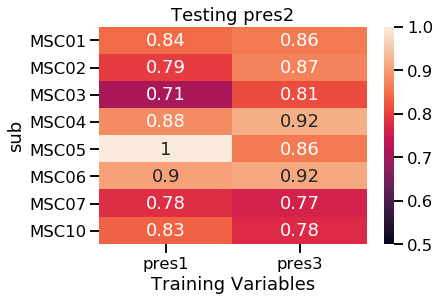 Testing pres2
MSC01 0.84 0.86
MSC02 0.79 0.87
MSC03 0.71 0.81
MSC04 0.88 0.92
MSC05 1 0.86
MSC06 0.9 0.92
MSC07 0.78 0.77
MSC10 0.83 0.78
sub
pres1 pres3
Training Variables
1.0
0.9
0.8
0.7
0.6
0.5